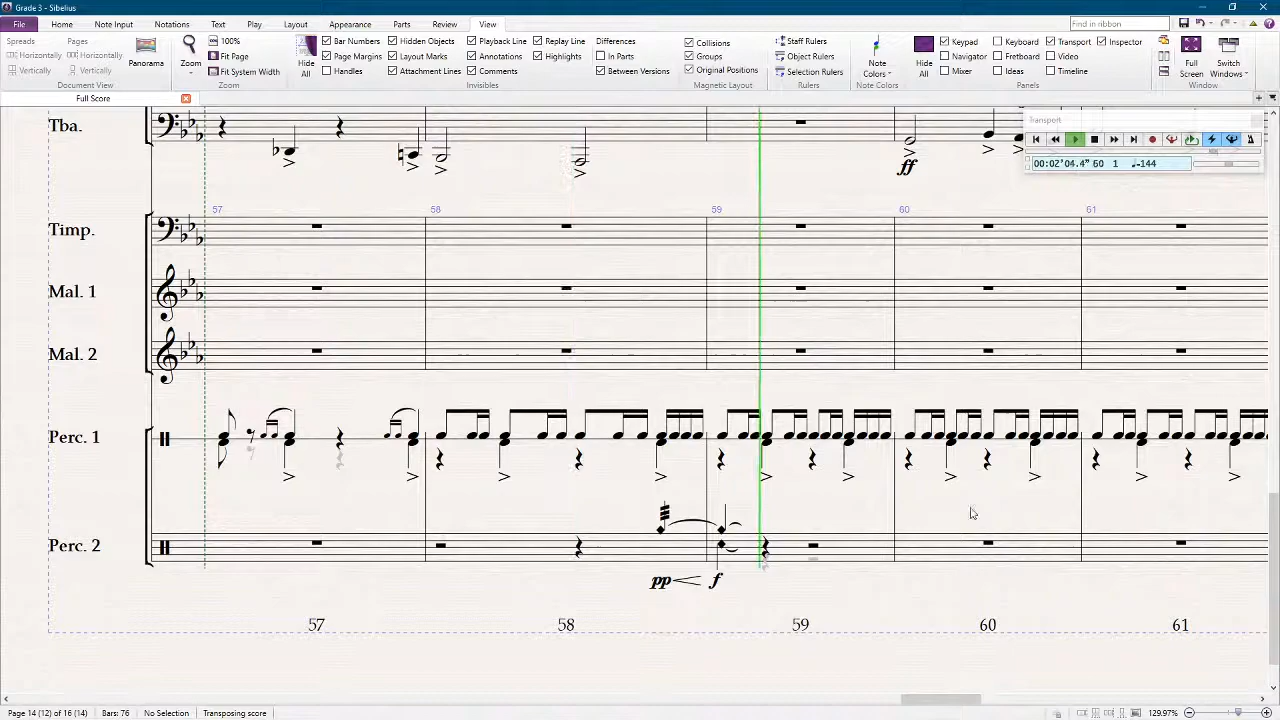 Grade 3 - Sibelius
File Home Note Input Notations Text Play Layout Appearance Parts Review View Find in ribbon
Spreads Pages 100% Bar Numbers Hidden Objects Replay Line Differences Collisions Staff Rulers Keypad Keyboard Transport Inspector
Horizontally Horizontally Panorama Zoom Fit Page Hide All Page Margins Layout Marks Annotations Highlights In Parts Groups Object Rulers Note Colors Hide All Navigator Fretboard Video Full Screen Switch Windows
Vertically Vertically Fit System Width Handles Attachment Lines Comments Between Versions Original Positions Selection Rulers Mixer Ideas Timeline
Document View Zoom Invisibles Magnetic Layout Rulers Note Colors Panels Window
Full Score
Tba.
Transport
00:02'04.4" 60 1 ♩=144
ff
57 58 59 60 61
Timp.
Mal. 1
Mal. 2
Perc. 1
Perc. 2
pp f
57 58 59 60 61
Page 14 (12) of 16 (14) Bars: 76 No Selection Transposing score 129.97%